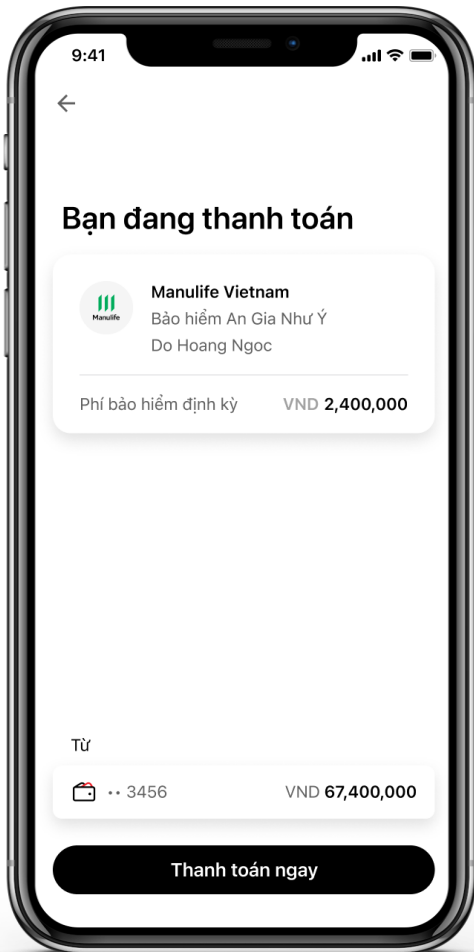 9:41
Bạn đang thanh toán
Manulife
Manulife Vietnam
Bảo hiểm An Gia Như Ý
Do Hoang Ngoc
Phí bảo hiểm định kỳ VND 2,400,000
Từ
•• 3456 VND 67,400,000
Thanh toán ngay